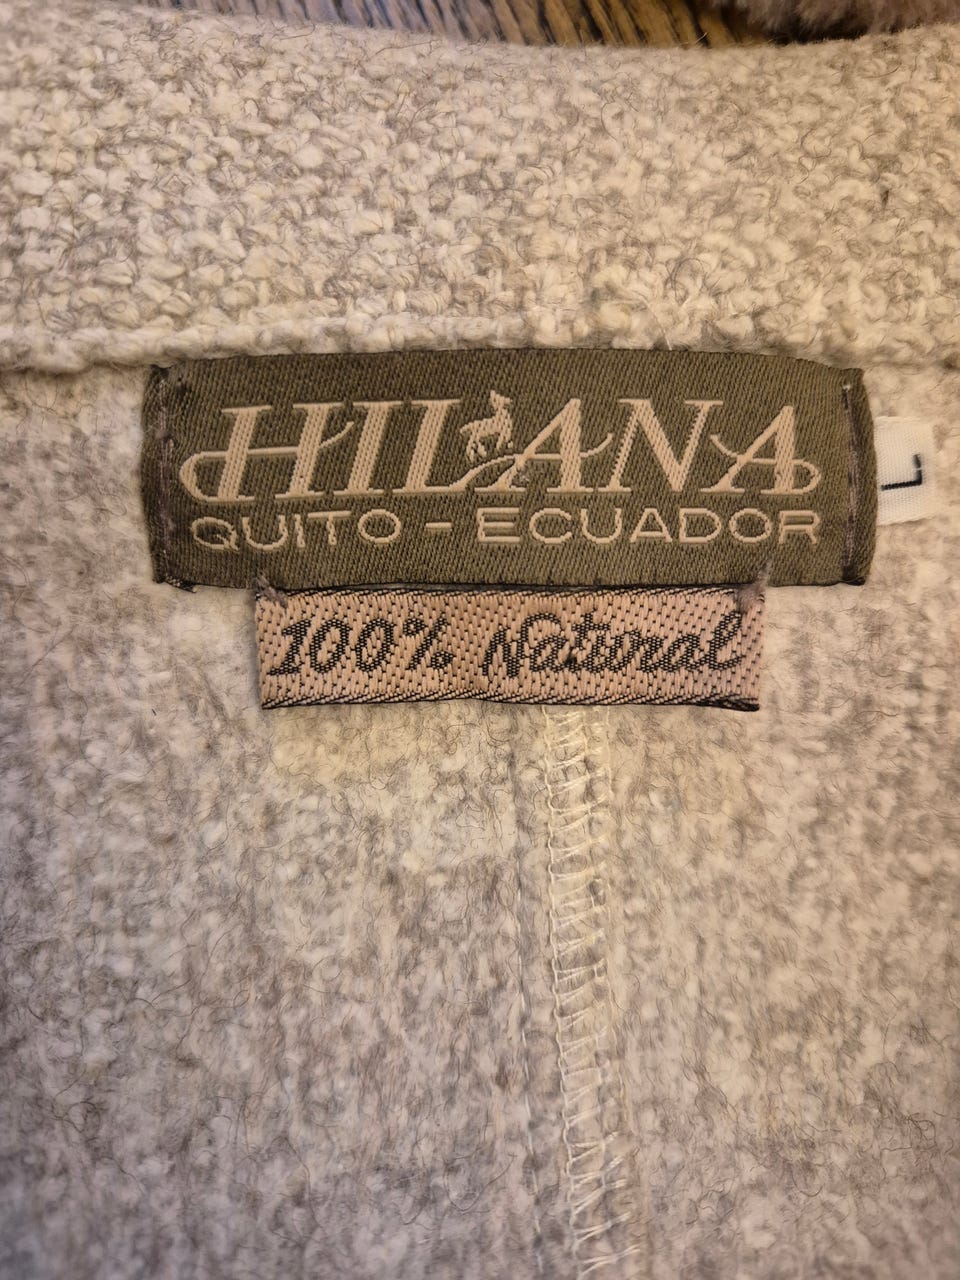 HILANA
QUITO - ECUADOR
L
100% Natural